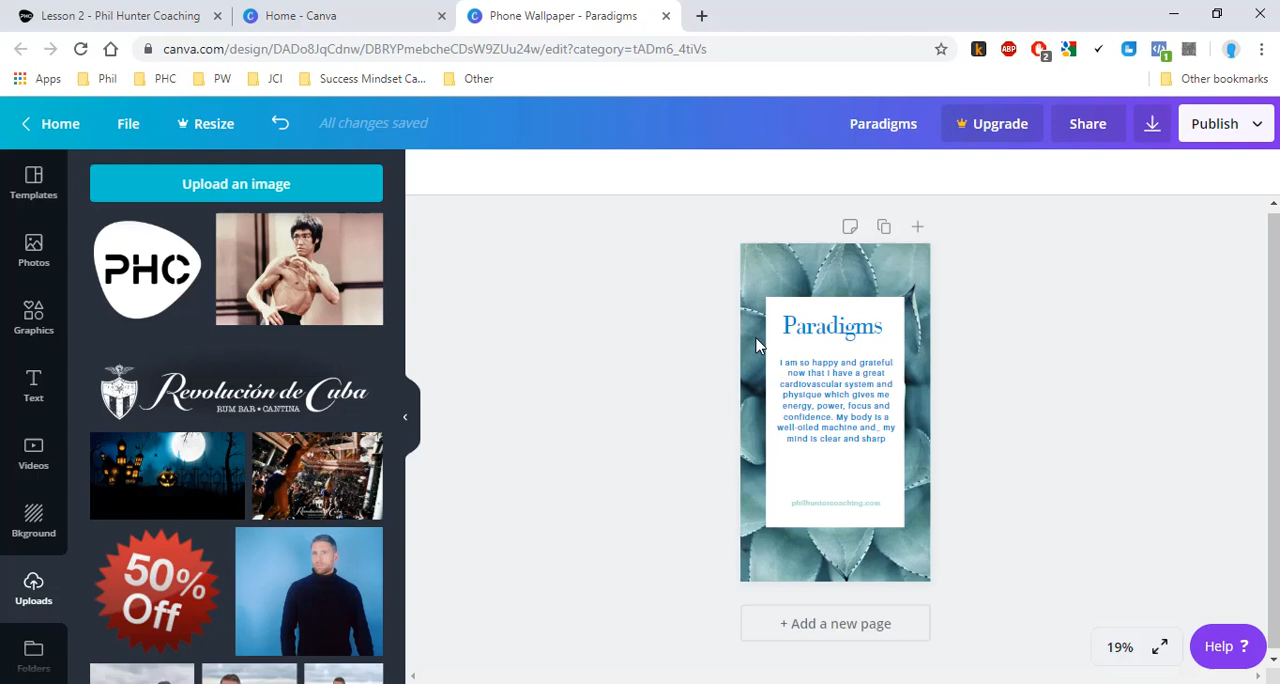 Lesson 2 - Phil Hunter Coaching
Home - Canva
Phone Wallpaper - Paradigms
canva.com/design/DADo8JqCdnw/DBRYPmebcheCDsW9ZUu24w/edit?category=tADm6_4tiVs
ABP
2
1
Apps
Phil
PHC
PW
JCI
Success Mindset Ca...
Other
Other bookmarks
Home
File
Resize
All changes saved
Paradigms
Upgrade
Share
Publish
Templates
Photos
Graphics
Text
Videos
Bkground
Uploads
Folders
Upload an image
PHC
Revolución de Cuba
RUM BAR • CANTINA
50%
Off
Paradigms
I am so happy and grateful
now that I have a great
cardiovascular system and
physique which gives me
energy, power, focus and
confidence. My body is a
well-oiled machine and_ my
mind is clear and sharp
philhuntercoaching.com
+ Add a new page
19%
Help ?